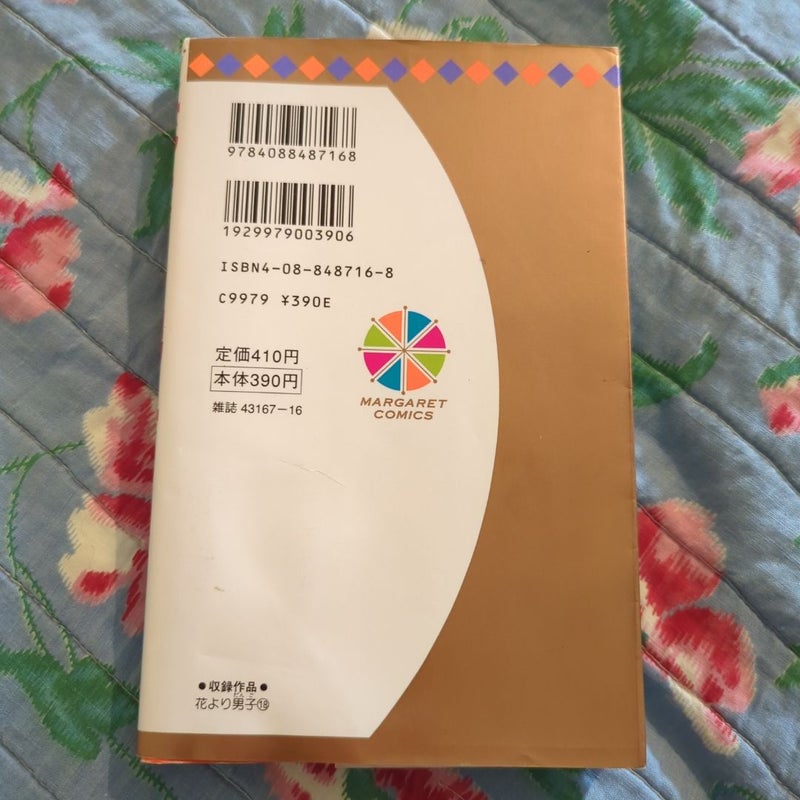 9784088487168
1929979003906
ISBN4-08-848716-8
C9979 ¥390E
定価410円
本体390円
雑誌 43167-16
MARGARET
COMICS
●収録作品●
花より男子⑱